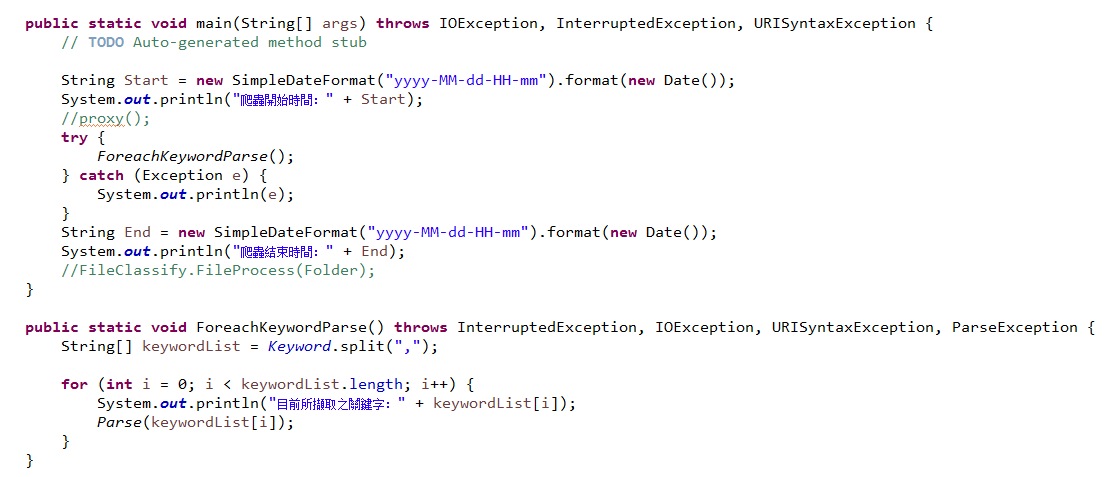 public static void main(String[] args) throws IOException, InterruptedException, URISyntaxException {
    // TODO Auto-generated method stub

    String Start = new SimpleDateFormat("yyyy-MM-dd-HH-mm").format(new Date());
    System.out.println("爬蟲開始時間：" + Start);
    //proxy();
    try {
        ForeachKeywordParse();
    } catch (Exception e) {
        System.out.println(e);
    }
    String End = new SimpleDateFormat("yyyy-MM-dd-HH-mm").format(new Date());
    System.out.println("爬蟲結束時間：" + End);
    //FileClassify.FileProcess(Folder);
}

public static void ForeachKeywordParse() throws InterruptedException, IOException, URISyntaxException, ParseException {
    String[] keywordList = Keyword.split(",");

    for (int i = 0; i < keywordList.length; i++) {
        System.out.println("目前所擷取之關鍵字：" + keywordList[i]);
        Parse(keywordList[i]);
    }
}